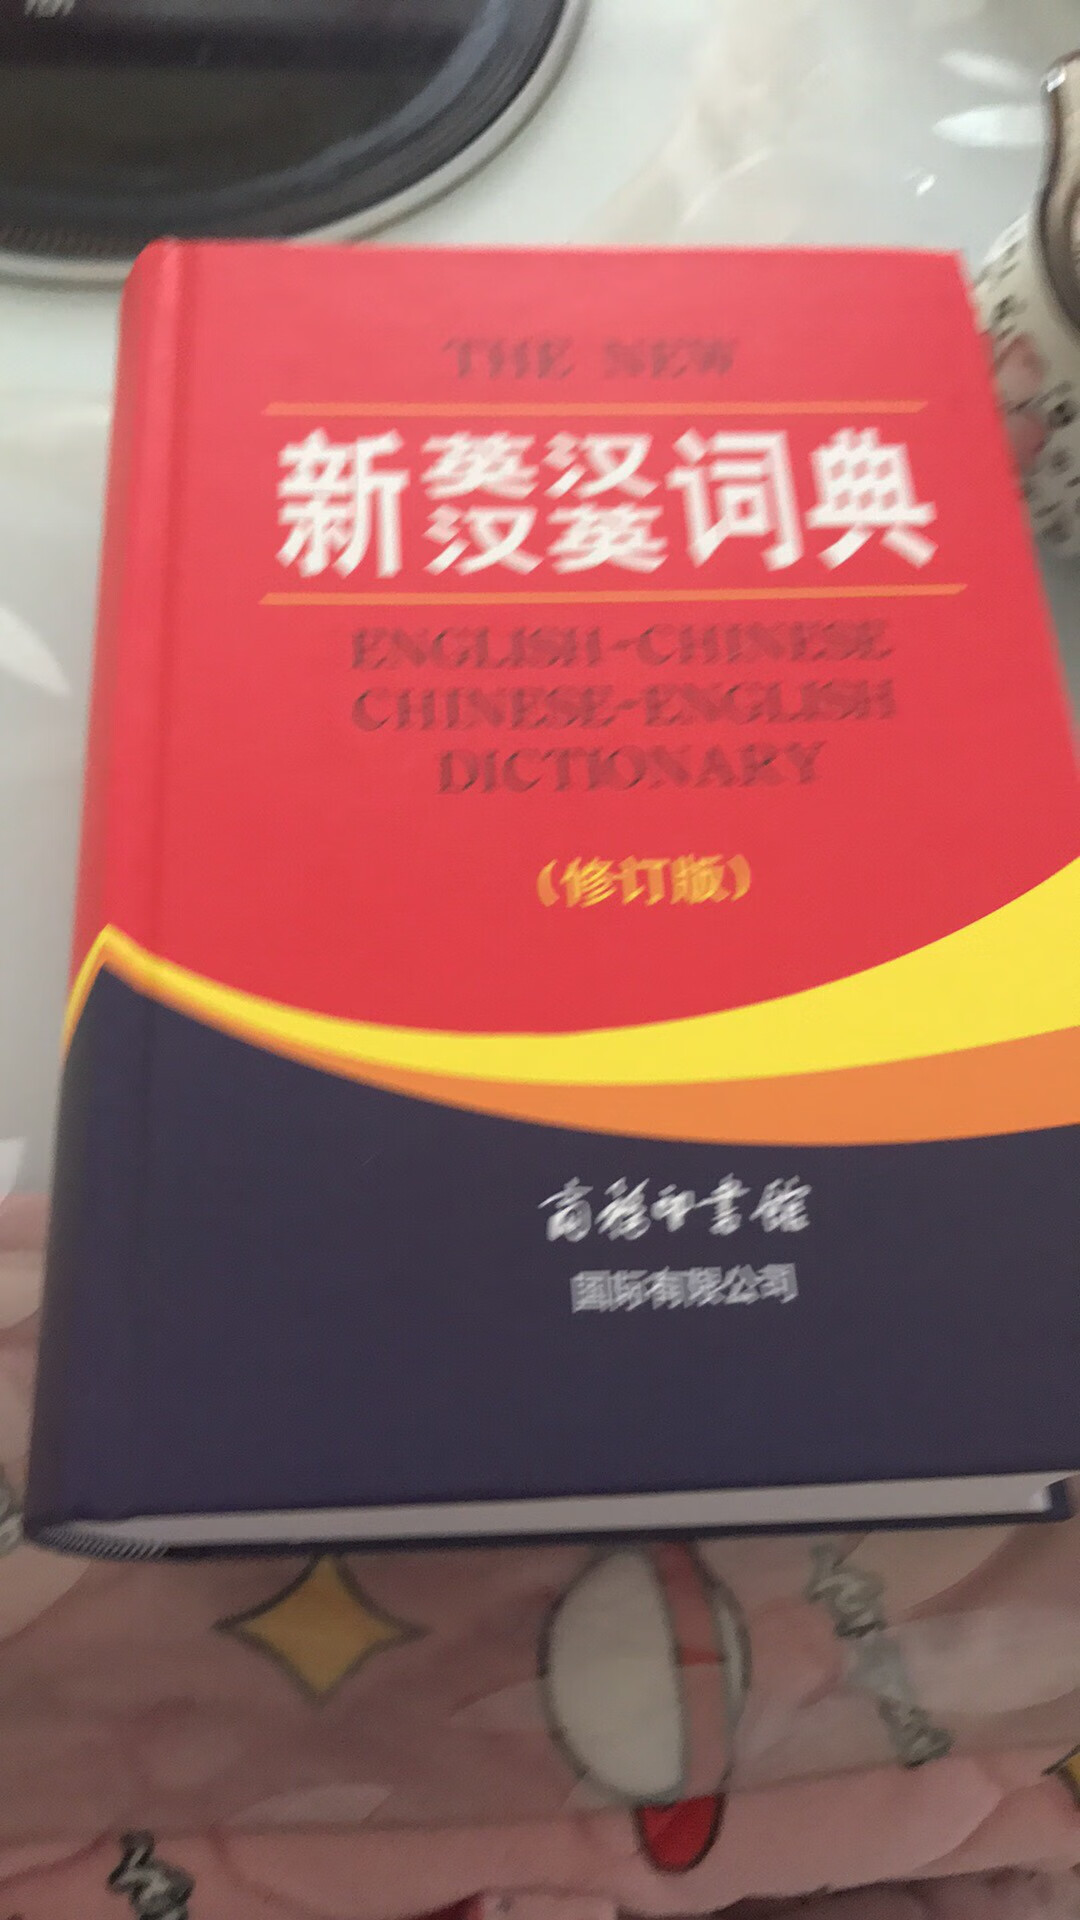 THE NEW
新英汉汉英词典
ENGLISH-CHINESE
CHINESE-ENGLISH
DICTIONARY
(修订版)
商务印书馆
国际有限公司